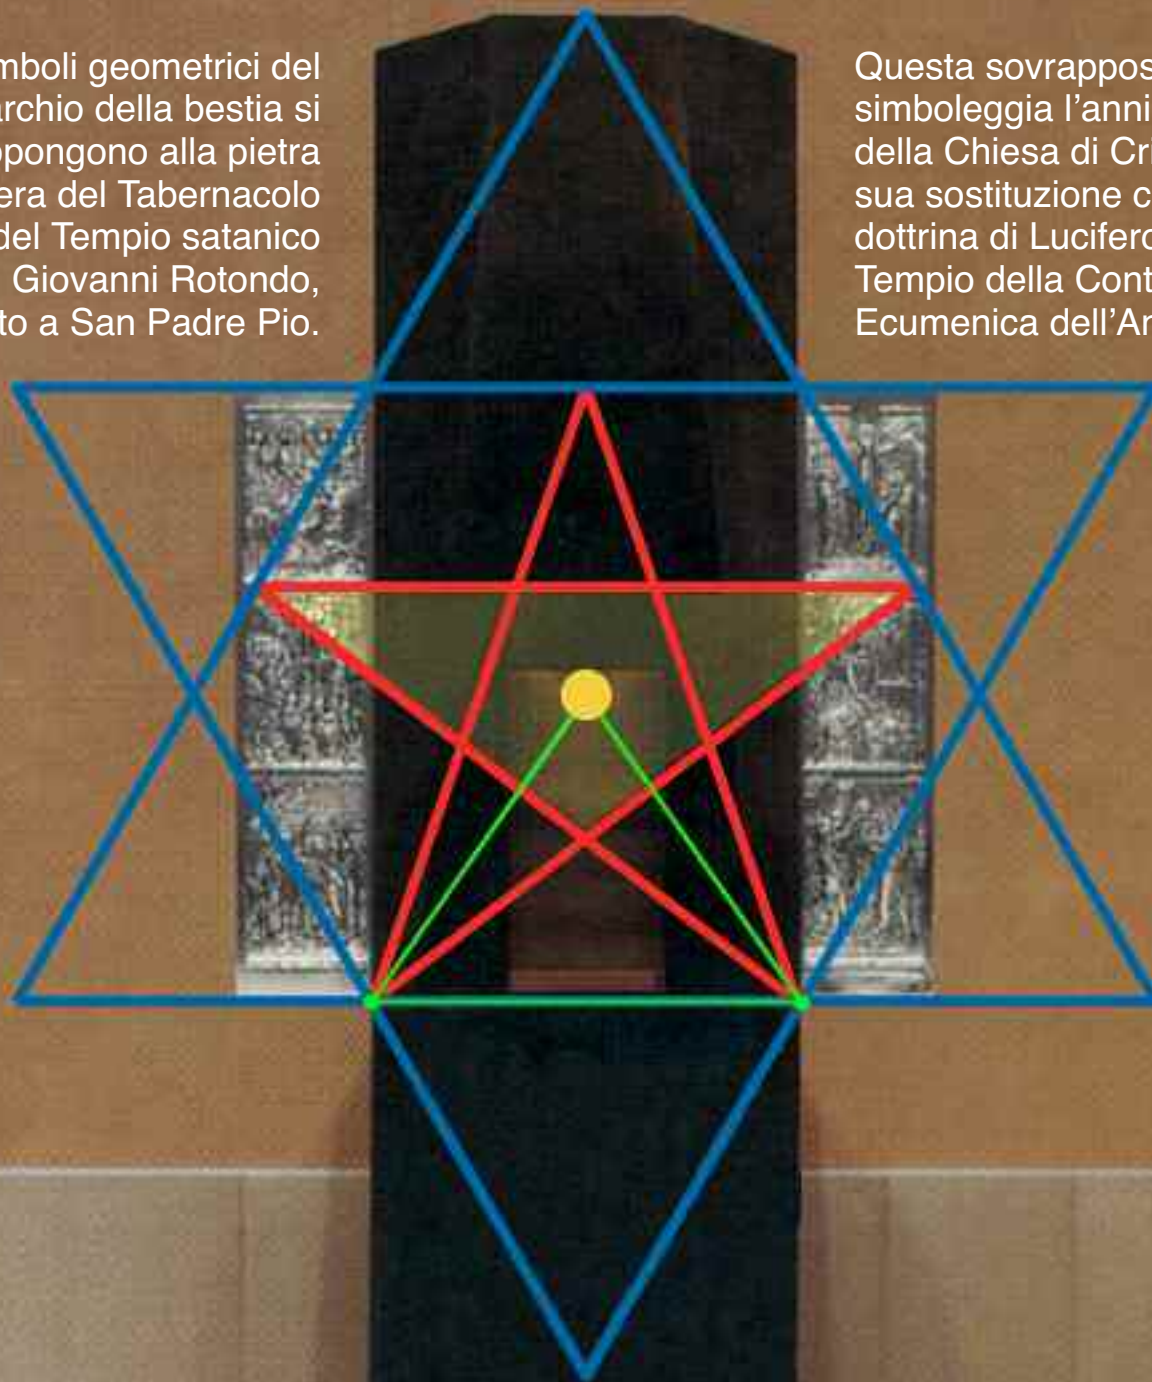 mboli geometrici del
archio della bestia si
ppongono alla pietra
era del Tabernacolo
del Tempio satanico
Giovanni Rotondo,
to a San Padre Pio.
Questa sovrappos
simboleggia l'anni
della Chiesa di Cri
sua sostituzione c
dottrina di Lucifero
Tempio della Cont
Ecumenica dell'An